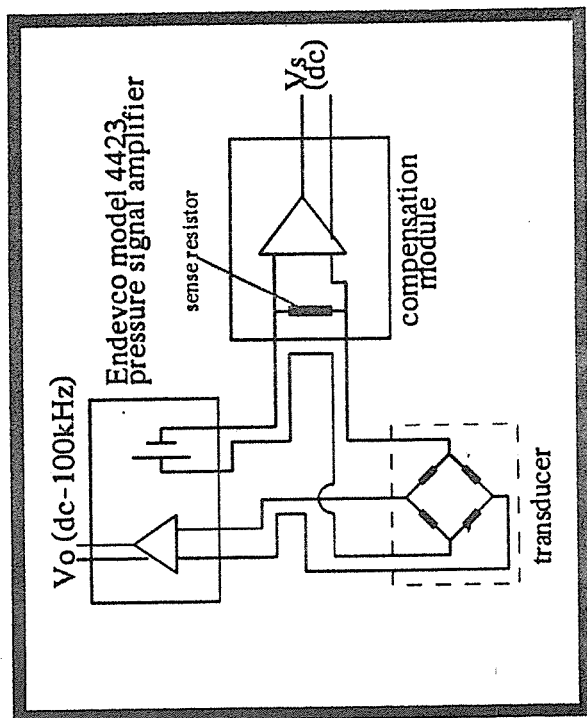 Vo (dc-100kHz)
Endevco model 4423
pressure signal amplifier
sense resistor
Vs
(dc)
compensation
module
transducer